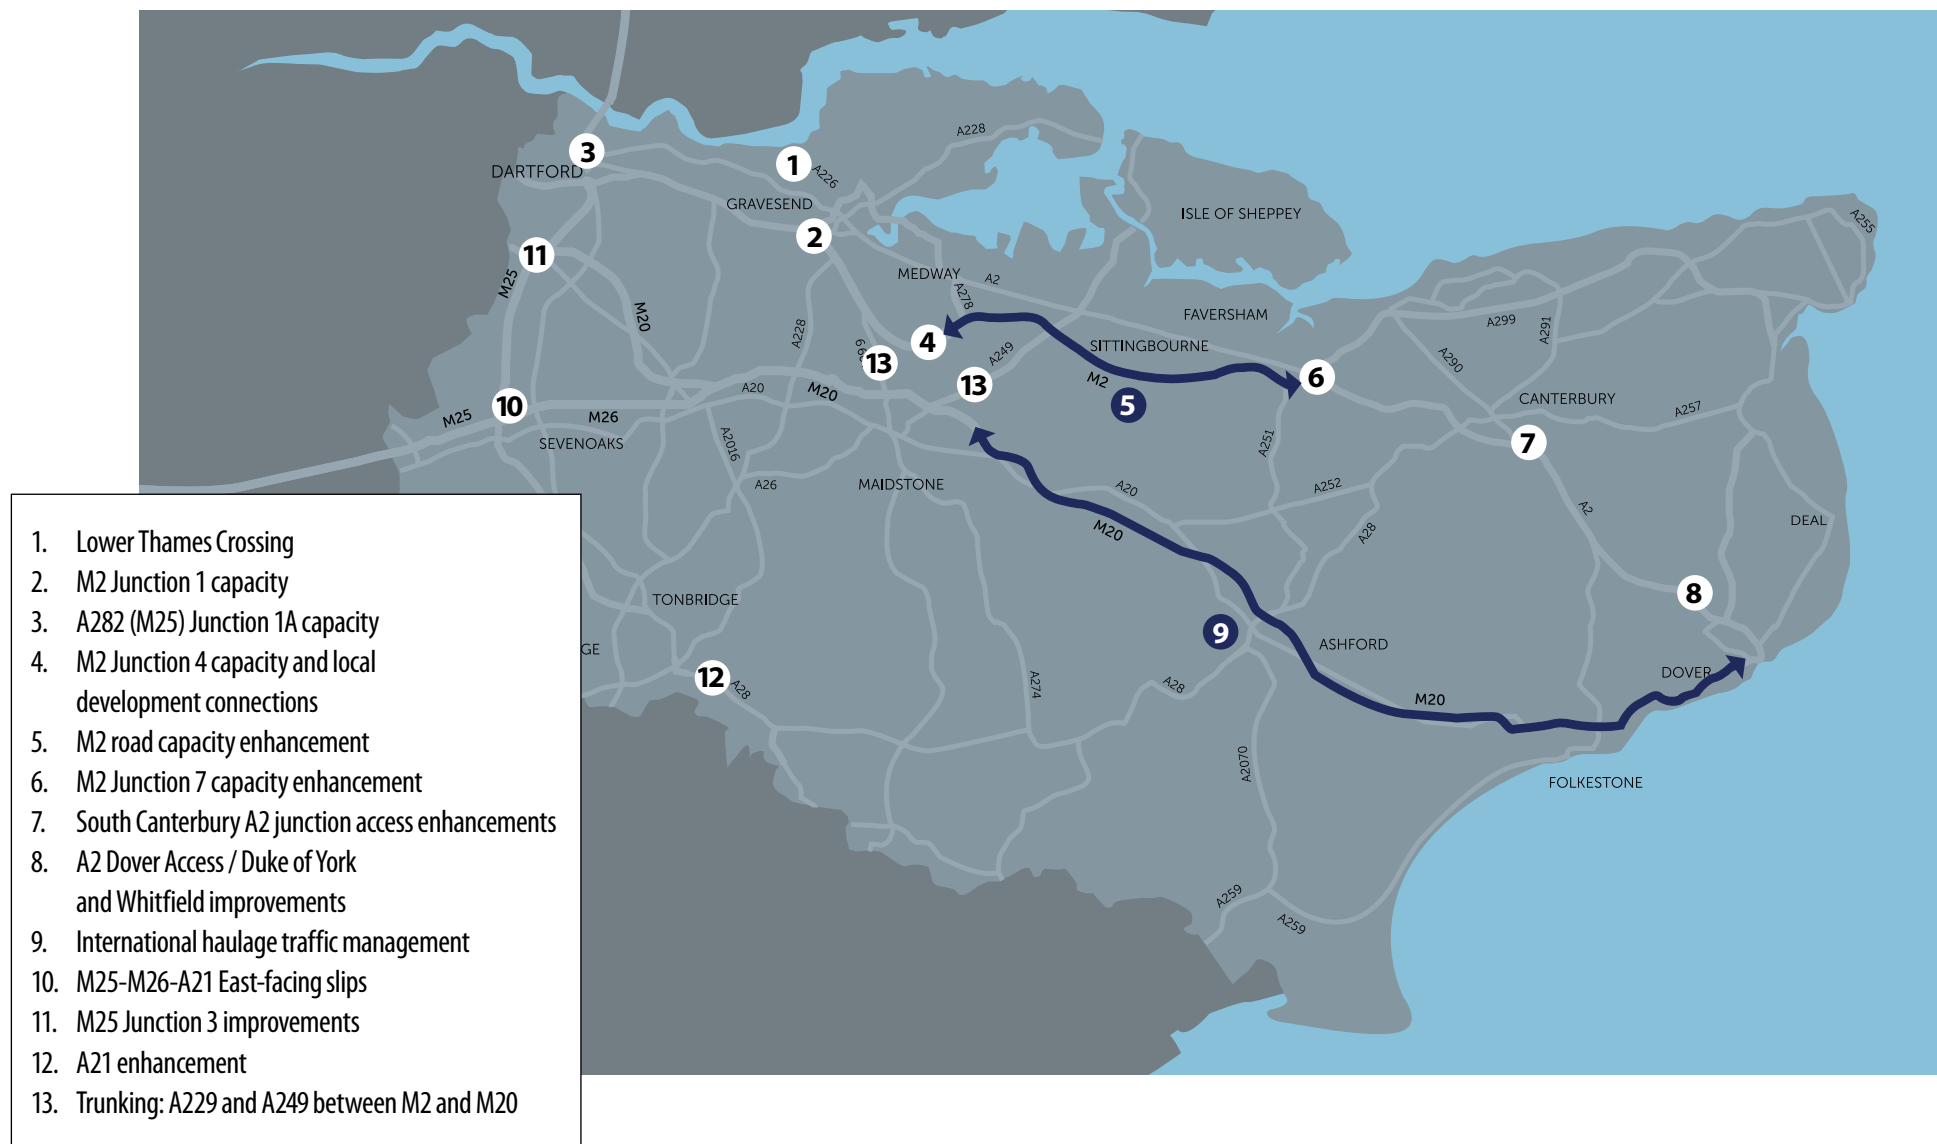 A228
3
1
A226
DARTFORD
GRAVESEND
ISLE OF SHEPPEY
A255
2
11
MEDWAY
A2
M25
A278
M20
FAVERSHAM
A299
A291
A228
4
SITTINGBOURNE
A249
A290
13
13
M2
6
A20
M20
5
CANTERBURY
10
M26
M25
A257
SEVENOAKS
A2016
A251
7
A26
MAIDSTONE
A20
A252
A2
M20
A28
DEAL
1. Lower Thames Crossing
2. M2 Junction 1 capacity
3. A282 (M25) Junction 1A capacity
4. M2 Junction 4 capacity and local
development connections
5. M2 road capacity enhancement
6. M2 Junction 7 capacity enhancement
7. South Canterbury A2 junction access enhancements
8. A2 Dover Access / Duke of York
and Whitfield improvements
9. International haulage traffic management
10. M25-M26-A21 East-facing slips
11. M25 Junction 3 improvements
12. A21 enhancement
13. Trunking: A229 and A249 between M2 and M20
TONBRIDGE
8
9
ASHFORD
GE
12
A28
A274
A28
DOVER
M20
A2070
FOLKESTONE
A259
A259